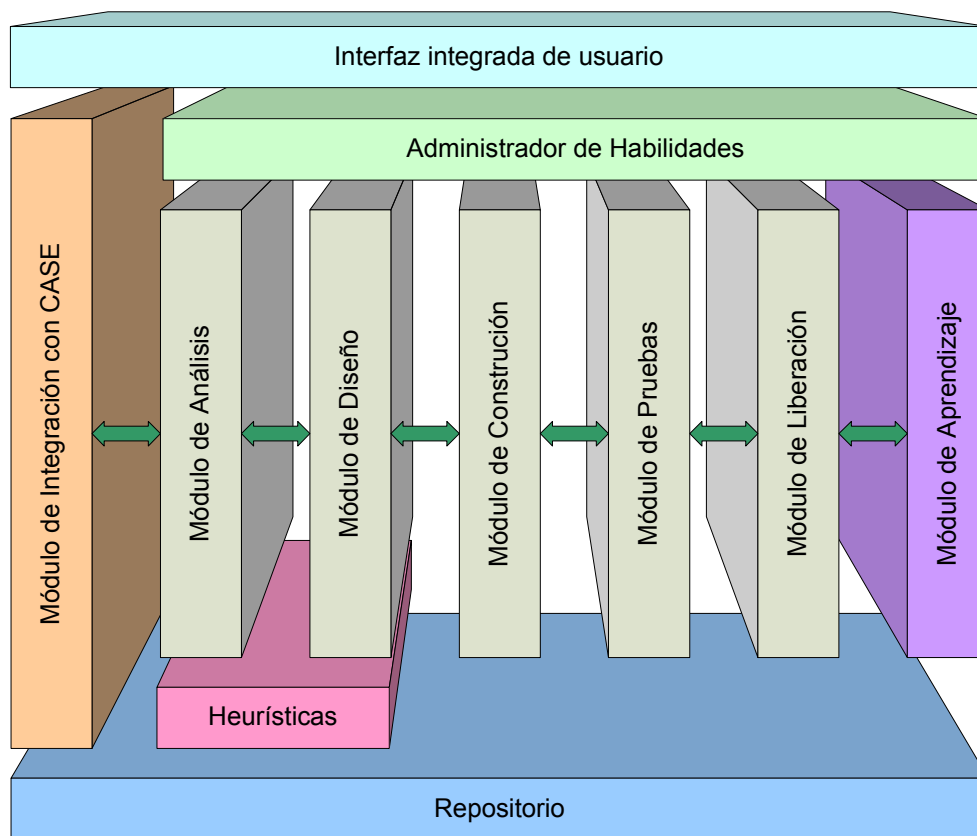 Interfaz integrada de usuario
Administrador de Habilidades
Módulo de Integración con CASE
Módulo de Análisis
Módulo de Diseño
Módulo de Construción
Módulo de Pruebas
Módulo de Liberación
Módulo de Aprendizaje
Heurísticas
Repositorio